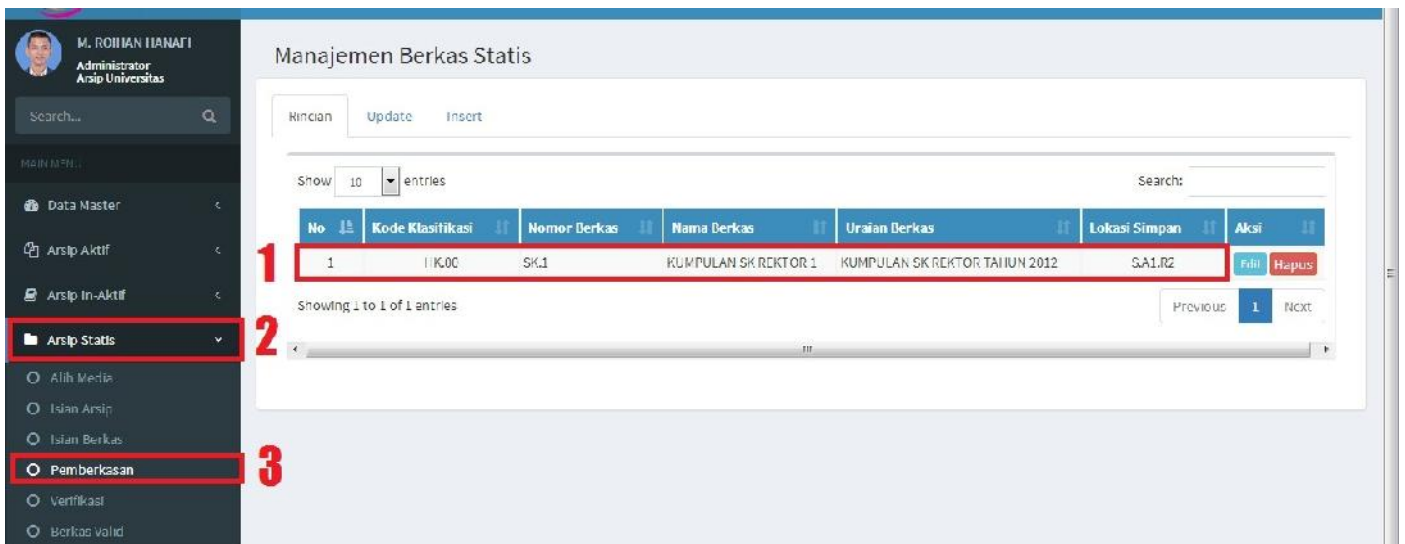 M. ROIHAN HANAFI
Administrator
Arsip Universitas
Search...
MAIN MENU
Data Master
Arsip Aktif
Arsip In-Aktif
Arsip Statis
Alih Media
Isian Arsip
Isian Berkas
Pemberkasan
Verifikasi
Berkas Valid
Manajemen Berkas Statis
Rincian Update Insert
Show 10 entries Search:
No Kode Klasifikasi Nomor Berkas Nama Berkas Uraian Berkas Lokasi Simpan Aksi
1 HK.00 SK.1 KUMPULAN SK REKTOR 1 KUMPULAN SK REKTOR TAHUN 2012 S.A1.R2 Edit Hapus
Showing 1 to 1 of 1 entries
Previous 1 Next
1
2
3